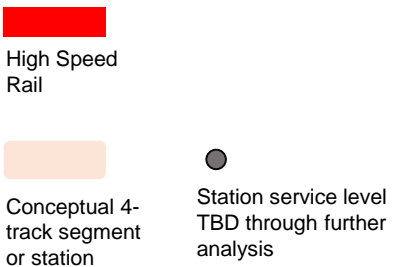 High Speed
Rail
Conceptual 4-
track segment
or station
Station service level
TBD through further
analysis